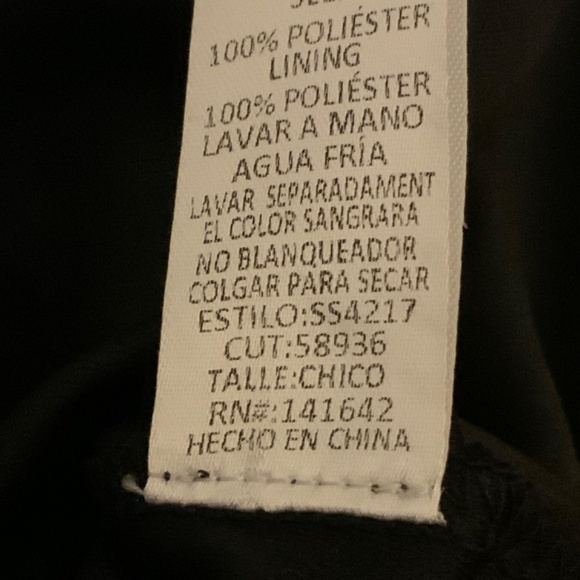 100% POLIÉSTER
LINING
100% POLIÉSTER
LAVAR A MANO
AGUA FRÍA
LAVAR SEPARADAMENT
EL COLOR SANGRARA
NO BLANQUEADOR
COLGAR PARA SECAR
ESTILO:SS4217
CUT:58936
TALLE:CHICO
RN#:141642
HECHO EN CHINA